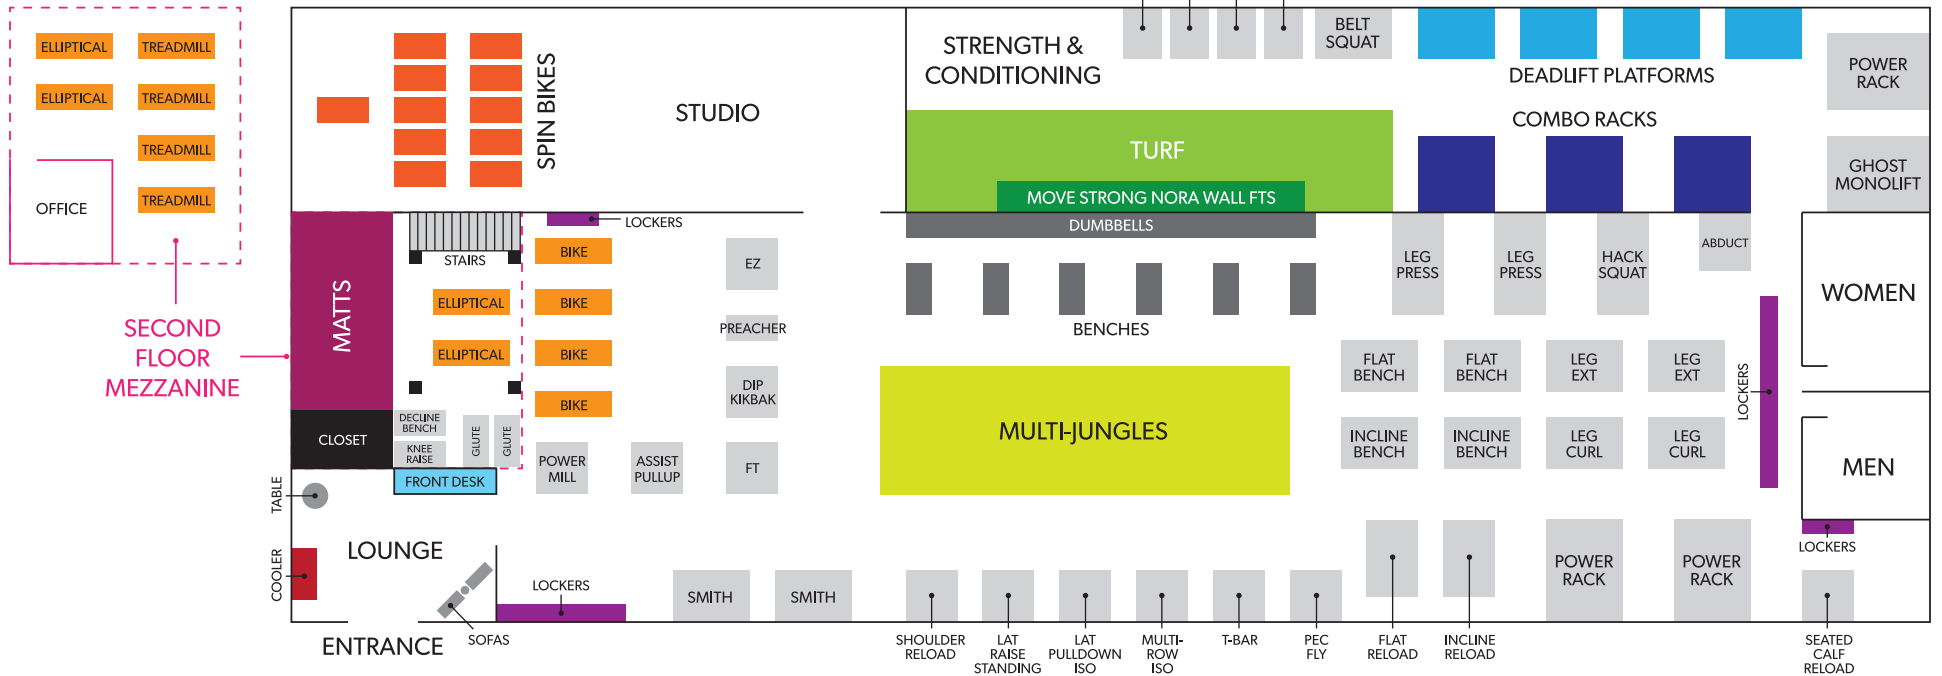 ELLIPTICAL
TREADMILL
ELLIPTICAL
TREADMILL
TREADMILL
TREADMILL
OFFICE
SECOND
FLOOR
MEZZANINE
SPIN BIKES
STUDIO
STRENGTH &
CONDITIONING
BELT
SQUAT
DEADLIFT PLATFORMS
COMBO RACKS
POWER
RACK
GHOST
MONOLIFT
TURF
MOVE STRONG NORA WALL FTS
DUMBBELLS
BENCHES
MATTS
CLOSET
STAIRS
LOCKERS
ELLIPTICAL
ELLIPTICAL
BIKE
BIKE
BIKE
BIKE
DECLINE
BENCH
KNEE
RAISE
GLUTE
GLUTE
FRONT DESK
POWER
MILL
ASSIST
PULLUP
EZ
PREACHER
DIP
KIKBAK
FT
MULTI-JUNGLES
LEG
PRESS
LEG
PRESS
HACK
SQUAT
ABDUCT
FLAT
BENCH
FLAT
BENCH
LEG
EXT
LEG
EXT
INCLINE
BENCH
INCLINE
BENCH
LEG
CURL
LEG
CURL
LOCKERS
WOMEN
MEN
LOCKERS
TABLE
COOLER
LOUNGE
ENTRANCE
SOFAS
LOCKERS
SMITH
SMITH
SHOULDER
RELOAD
LAT
RAISE
STANDING
LAT
PULLDOWN
ISO
MULTI-
ROW
ISO
T-BAR
PEC
FLY
FLAT
RELOAD
INCLINE
RELOAD
POWER
RACK
POWER
RACK
SEATED
CALF
RELOAD